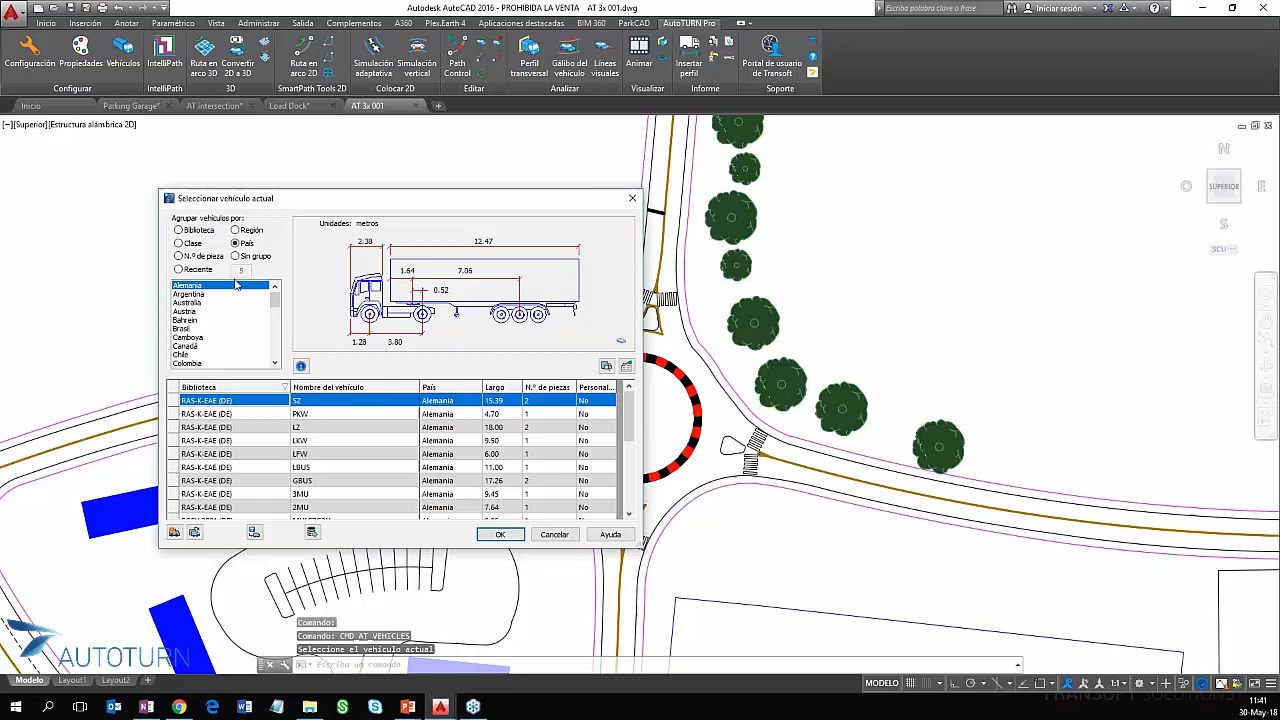 Autodesk AutoCAD 2016 - PROHIBIDA LA VENTA AT 3x 001.dwg
Escriba palabra clave o frase
Iniciar sesión
Inicio Inserción Anotar Paramétrico Vista Administrar Salida Complementos A360 Plex.Earth 4 Aplicaciones destacadas BIM 360 ParkCAD AutoTURN Pro
Configuración Propiedades Vehículos IntelliPath Ruta en arco 3D Convertir 2D a 3D Ruta en arco 2D Simulación adaptativa Simulación vertical Path Control Perfil transversal Gálibo del vehículo Líneas visuales Animar Insertar perfil Portal de usuario de Transoft
Configurar IntelliPath 3D SmartPath Tools 2D Colocar 2D Editar Analizar Visualizar Informe Soporte
Inicio Parking Garage* AT intersection* Load Dock* AT 3x 001
[−][Superior][Estructura alámbrica 2D]
N
O SUPERIOR E
S
SCU
Seleccionar vehículo actual
Agrupar vehículos por:
Biblioteca Región
Clase País
N.º de pieza Sin grupo
Reciente 5
Alemania
Argentina
Australia
Austria
Bahrein
Brasil
Camboya
Canadá
Chile
Colombia
Unidades: metros
2.38 12.47
1.64 7.06
0.52
1.28 3.80
Biblioteca Nombre del vehículo País Largo N.º de piezas Personal...
RAS-K-EAE (DE) SZ Alemania 15.39 2 No
RAS-K-EAE (DE) PKW Alemania 4.70 1 No
RAS-K-EAE (DE) LZ Alemania 18.00 2 No
RAS-K-EAE (DE) LKW Alemania 9.50 1 No
RAS-K-EAE (DE) LFW Alemania 6.00 1 No
RAS-K-EAE (DE) LBUS Alemania 11.00 1 No
RAS-K-EAE (DE) GBUS Alemania 17.26 2 No
RAS-K-EAE (DE) 3MU Alemania 9.45 1 No
RAS-K-EAE (DE) 2MU Alemania 7.64 1 No
OK Cancelar Ayuda
Comando:
Comando: CMD_AT_VEHICLES
Seleccione el vehículo actual
Escriba un comando
AUTOTURN
Modelo Layout1 Layout2
MODELO
1:1
TRANSOFT SOLUTIONS
11:41
30-May-18